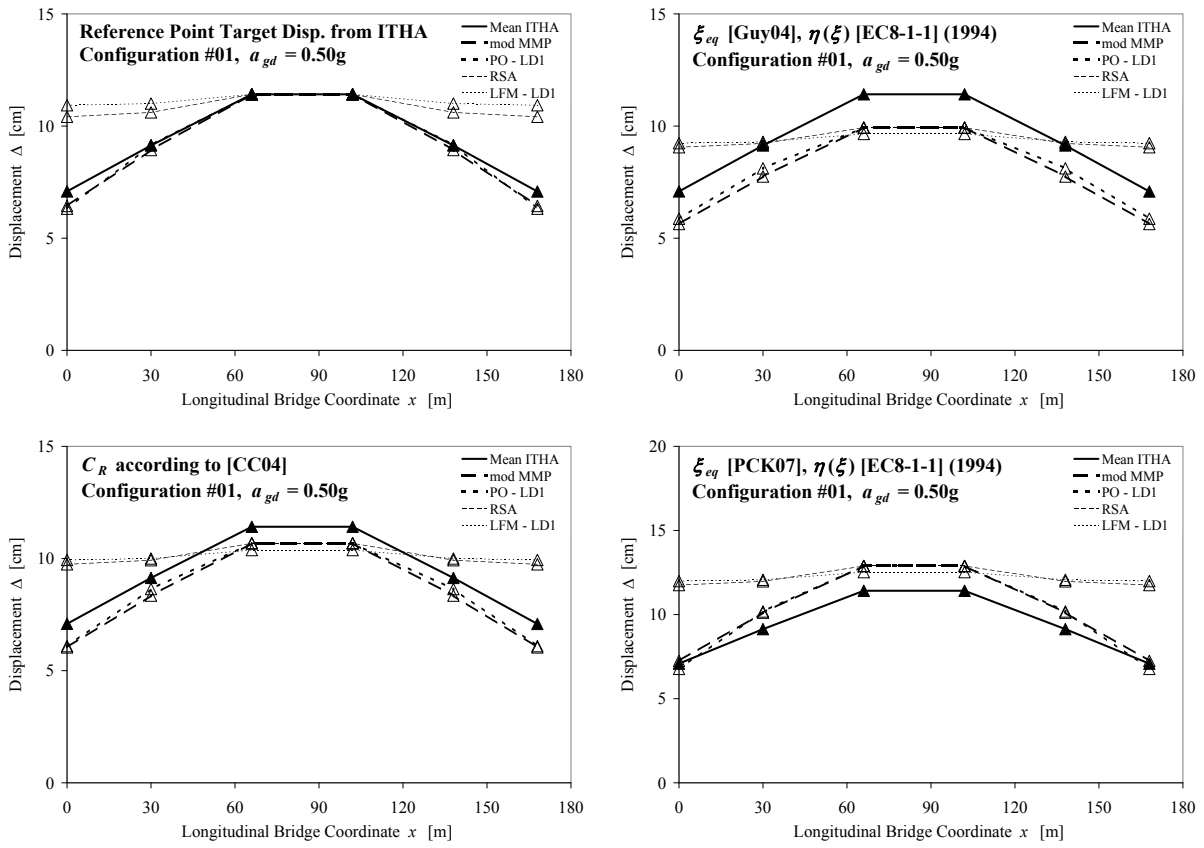 Reference Point Target Disp. from ITHA
Configuration #01, a gd = 0.50g
Mean ITHA
mod MMP
PO - LD1
RSA
LFM - LD1
15
10
5
0
Displacement Δ [cm]
0 30 60 90 120 150 180
Longitudinal Bridge Coordinate x [m]
ξ eq [Guy04], η(ξ) [EC8-1-1] (1994)
Configuration #01, a gd = 0.50g
Mean ITHA
mod MMP
PO - LD1
RSA
LFM - LD1
15
10
5
0
Displacement Δ [cm]
0 30 60 90 120 150 180
Longitudinal Bridge Coordinate x [m]
C R according to [CC04]
Configuration #01, a gd = 0.50g
Mean ITHA
mod MMP
PO - LD1
RSA
LFM - LD1
15
10
5
0
Displacement Δ [cm]
0 30 60 90 120 150 180
Longitudinal Bridge Coordinate x [m]
ξ eq [PCK07], η(ξ) [EC8-1-1] (1994)
Configuration #01, a gd = 0.50g
Mean ITHA
mod MMP
PO - LD1
RSA
LFM - LD1
20
15
10
5
0
Displacement Δ [cm]
0 30 60 90 120 150 180
Longitudinal Bridge Coordinate x [m]